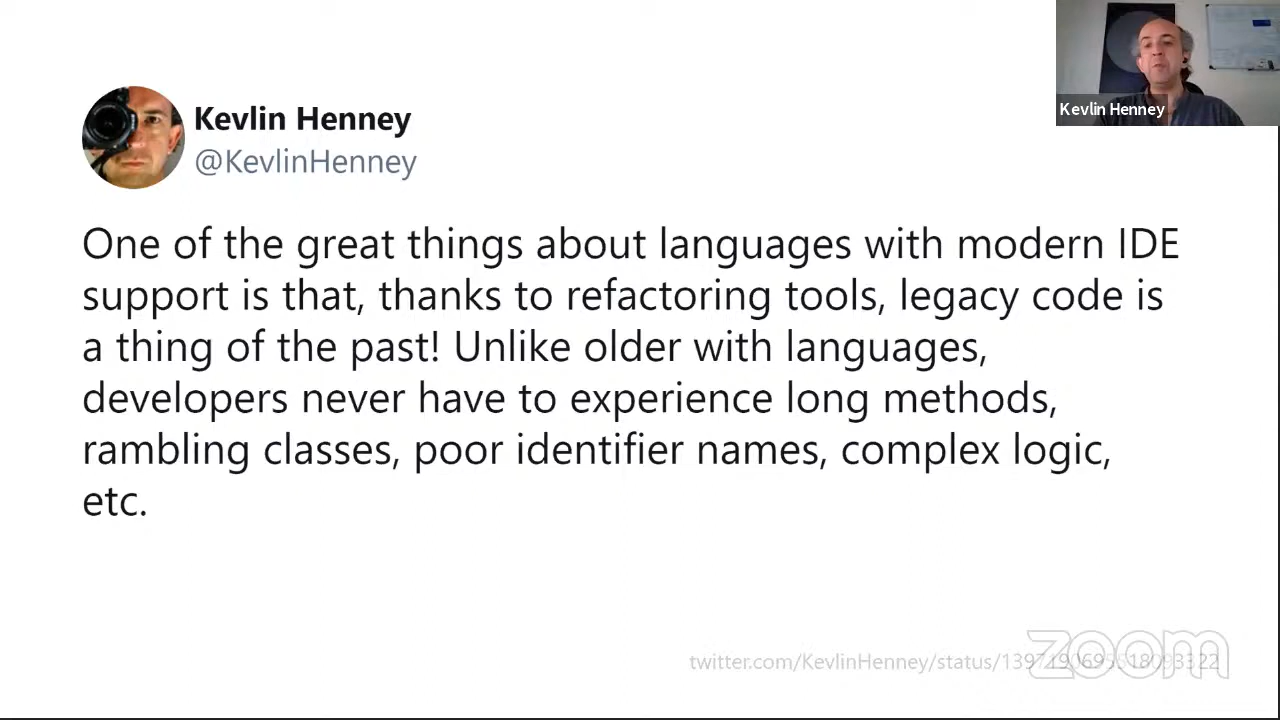 Kevlin Henney
Kevlin Henney
@KevlinHenney
One of the great things about languages with modern IDE
support is that, thanks to refactoring tools, legacy code is
a thing of the past! Unlike older with languages,
developers never have to experience long methods,
rambling classes, poor identifier names, complex logic,
etc.
zoom